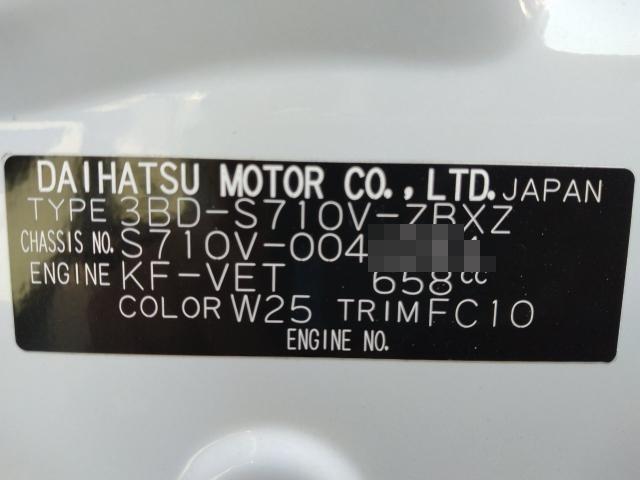 DAIHATSU MOTOR CO.,LTD. JAPAN
TYPE 3BD-S710V-ZBXZ
CHASSIS NO. S710V-004
ENGINE KF-VET 658cc
COLOR W25 TRIM FC10
ENGINE NO.